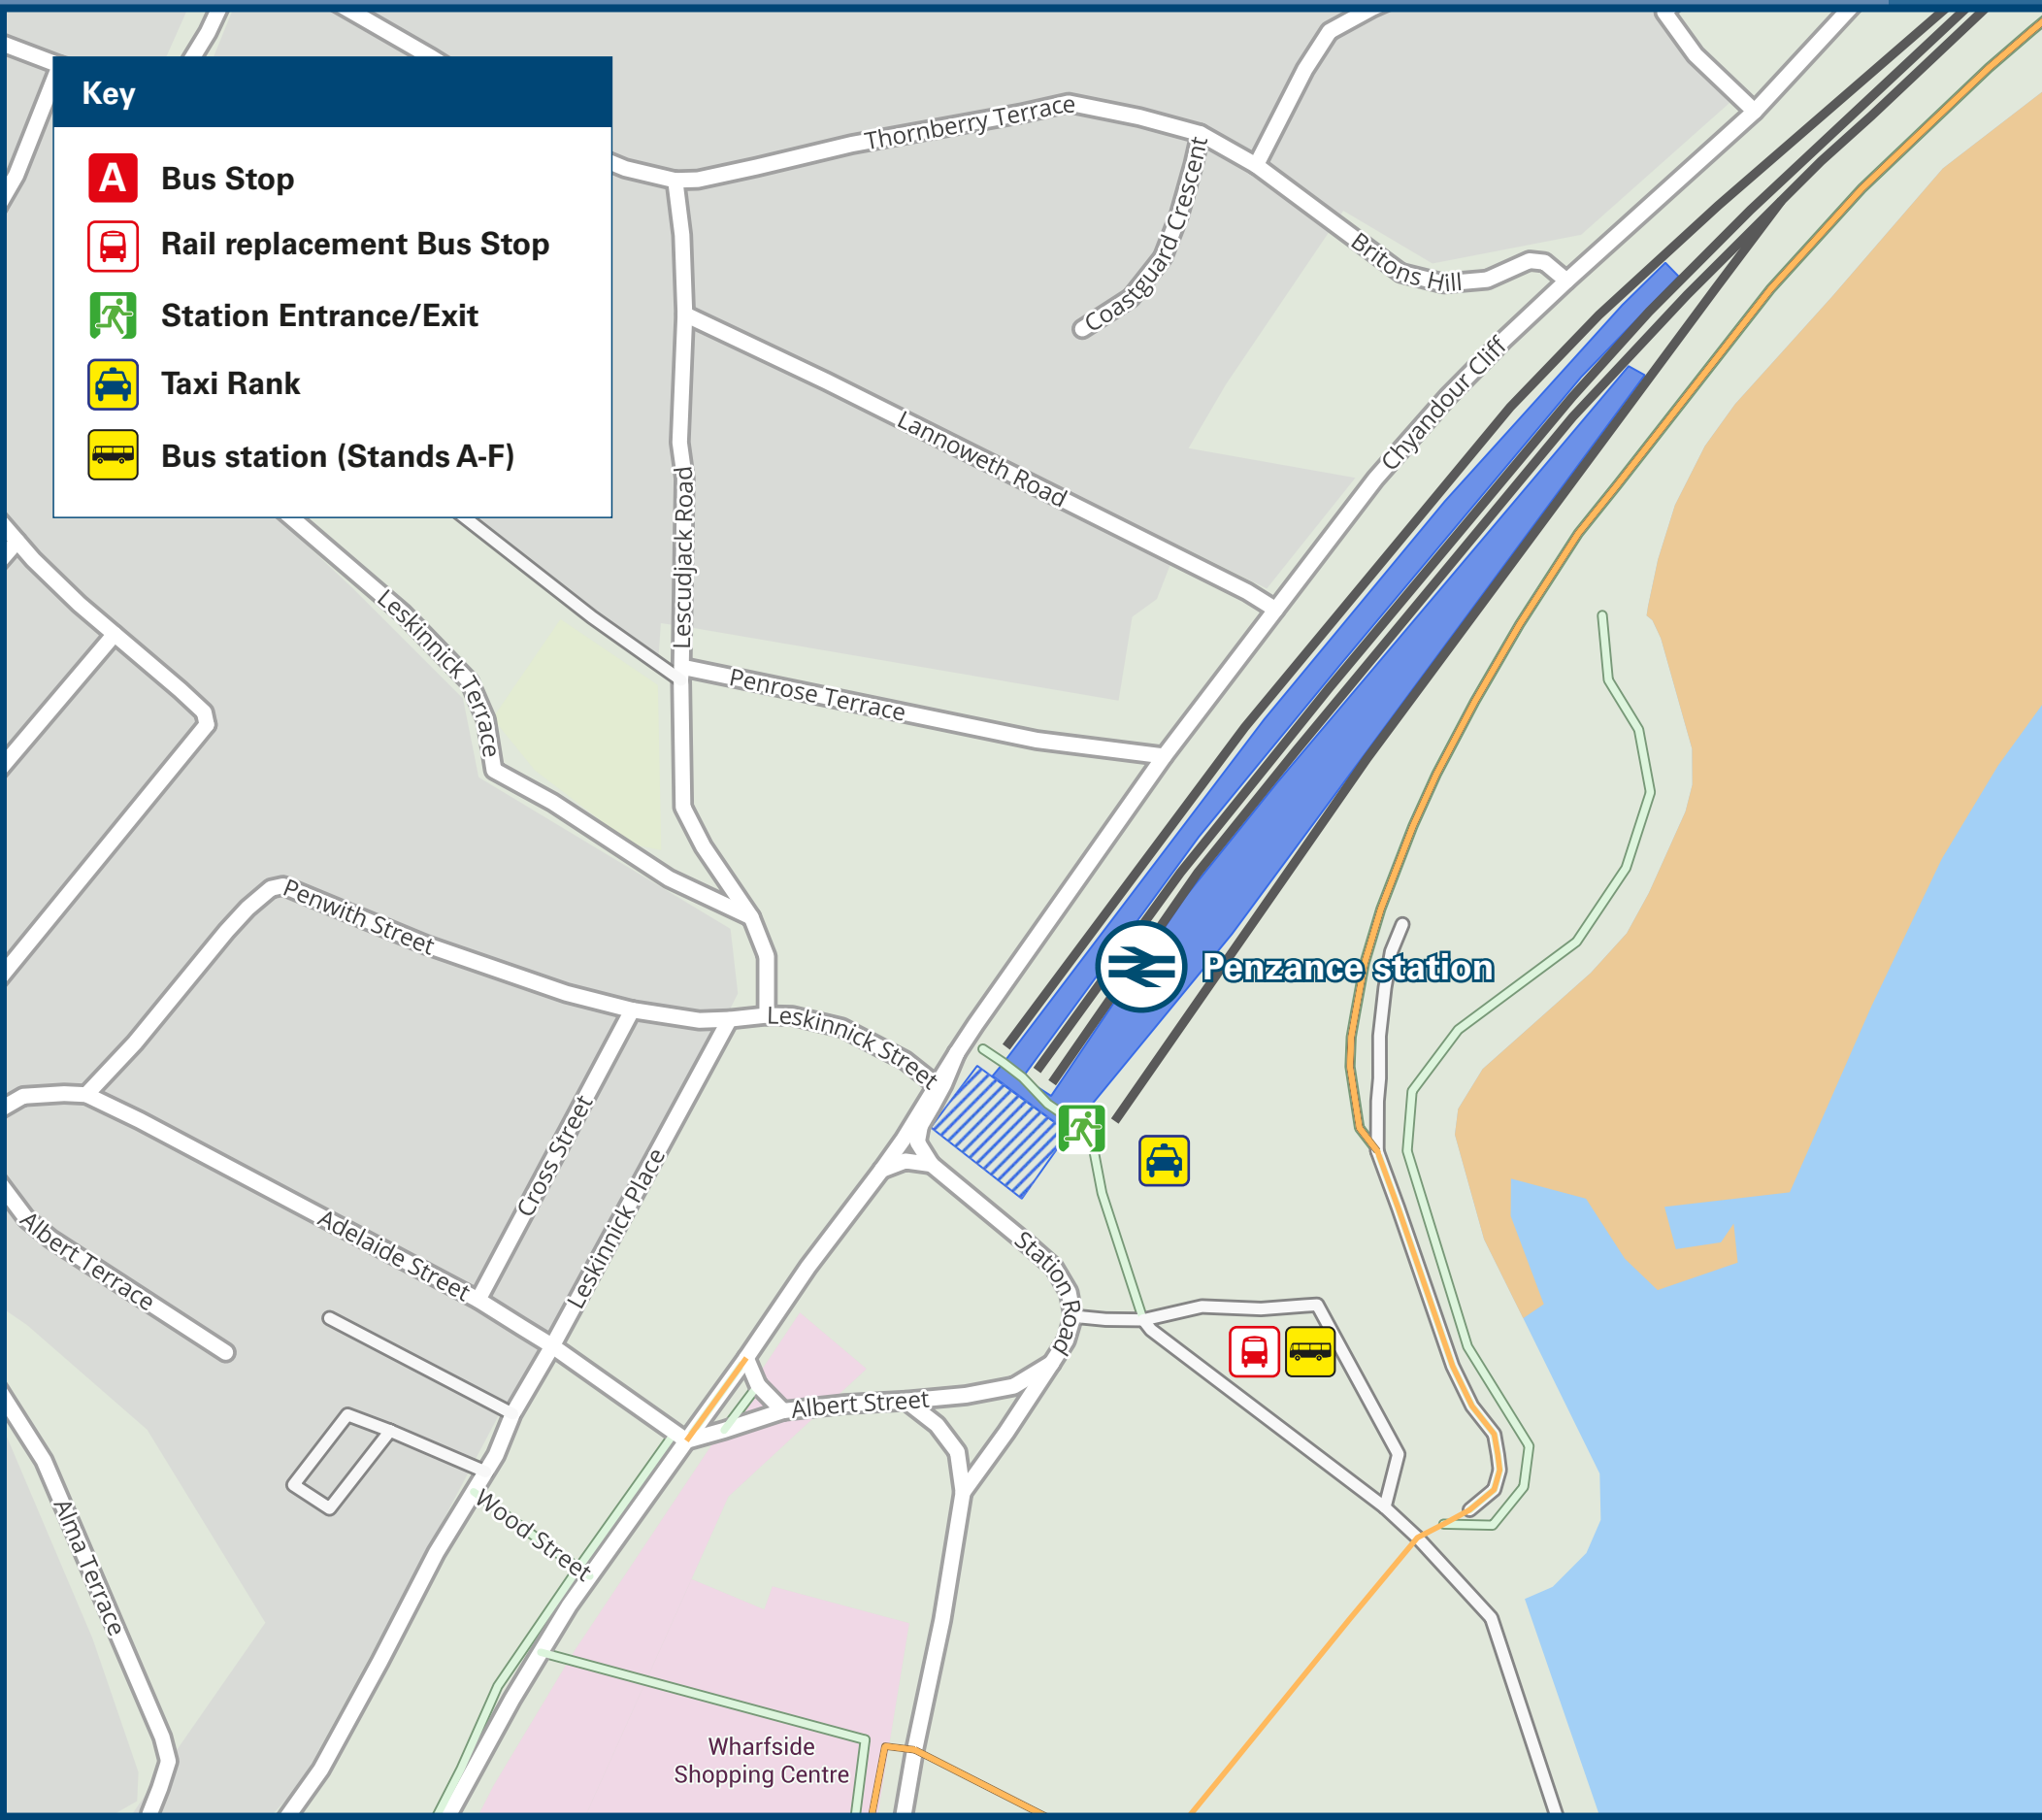 Key
A
Bus Stop
Rail replacement Bus Stop
Station Entrance/Exit
Taxi Rank
Bus station (Stands A-F)
Thornberry Terrace
Coastguard Crescent
Britons Hill
Chyandour Cliff
Lannoweth Road
Lescudjack Road
Leskinnick Terrace
Penrose Terrace
Penwith Street
Penzance station
Leskinnick Street
Cross Street
Leskinnick Place
Adelaide Street
Albert Terrace
Station Road
Albert Street
Wood Street
Alma Terrace
Wharfside
Shopping Centre